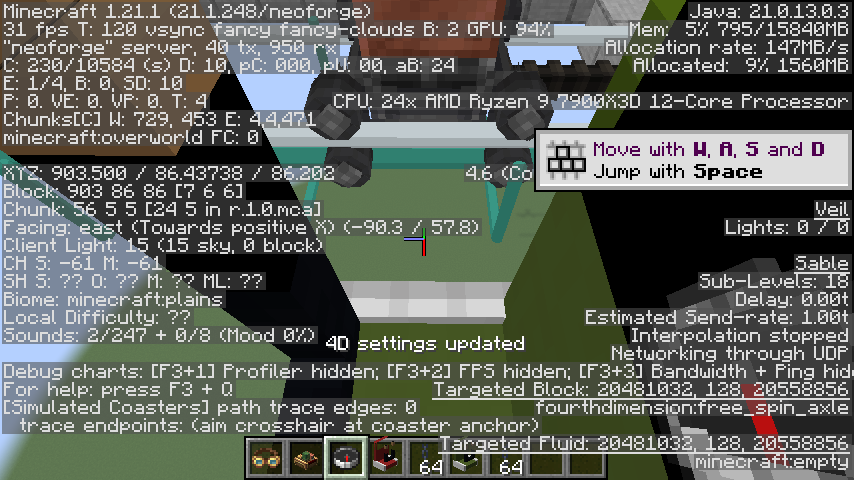 Minecraft 1.21.1 (21.1.248/neoforge)
31 fps T: 120 vsync fancy fancy-clouds B: 2 GPU: 94%
"neoforge" server, 40 tx, 950 rx
C: 230/10584 (s) D: 10, pC: 000, pU: 00, aB: 24
E: 1/4, B: 0, SD: 10
P: 0. VE: 0. VP: 0. T: 4
Chunks[C] W: 729, 453 E: 4,4,471
minecraft:overworld FC: 0
XYZ: 903.500 / 86.43738 / 86.202
Block: 903 86 86 [7 6 6]
Chunk: 56 5 5 [24 5 in r.1.0.mca]
Facing: east (Towards positive X) (-90.3 / 57.8)
Client Light: 15 (15 sky, 0 block)
CH S: -61 M: -61
SH S: ?? O: ?? M: ?? ML: ??
Biome: minecraft:plains
Local Difficulty: ??
Sounds: 2/247 + 0/8 (Mood 0%)
Debug charts: [F3+1] Profiler hidden; [F3+2] FPS hidden; [F3+3] Bandwidth + Ping hid
For help: press F3 + Q
[Simulated Coasters] path trace edges: 0
trace endpoints: (aim crosshair at coaster anchor)
Java: 21.0.13.0.3
Mem: 5% 795/15840MB
Allocation rate: 147MB/s
Allocated: 9% 1560MB
CPU: 24x AMD Ryzen 9 7900X3D 12-Core Processor
Move with W, A, S and D
Jump with Space
4.6 (Co
Veil
Lights: 0 / 0
Sable
Sub-Levels: 18
Delay: 0.00t
Estimated Send-rate: 1.00t
Interpolation stopped
Networking through UDP
Targeted Block: 20481032, 128, 20558856
fourthdimension:free_spin_axle
Targeted Fluid: 20481032, 128, 20558856
minecraft:empty
4D settings updated
64
64